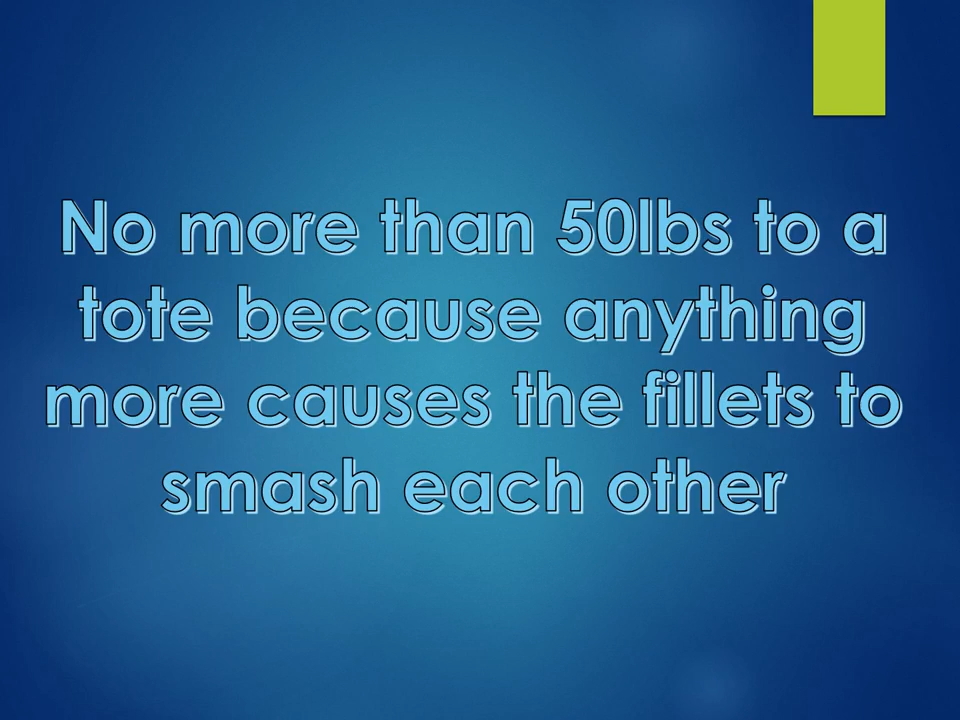 No more than 50lbs to a
tote because anything
more causes the fillets to
smash each other